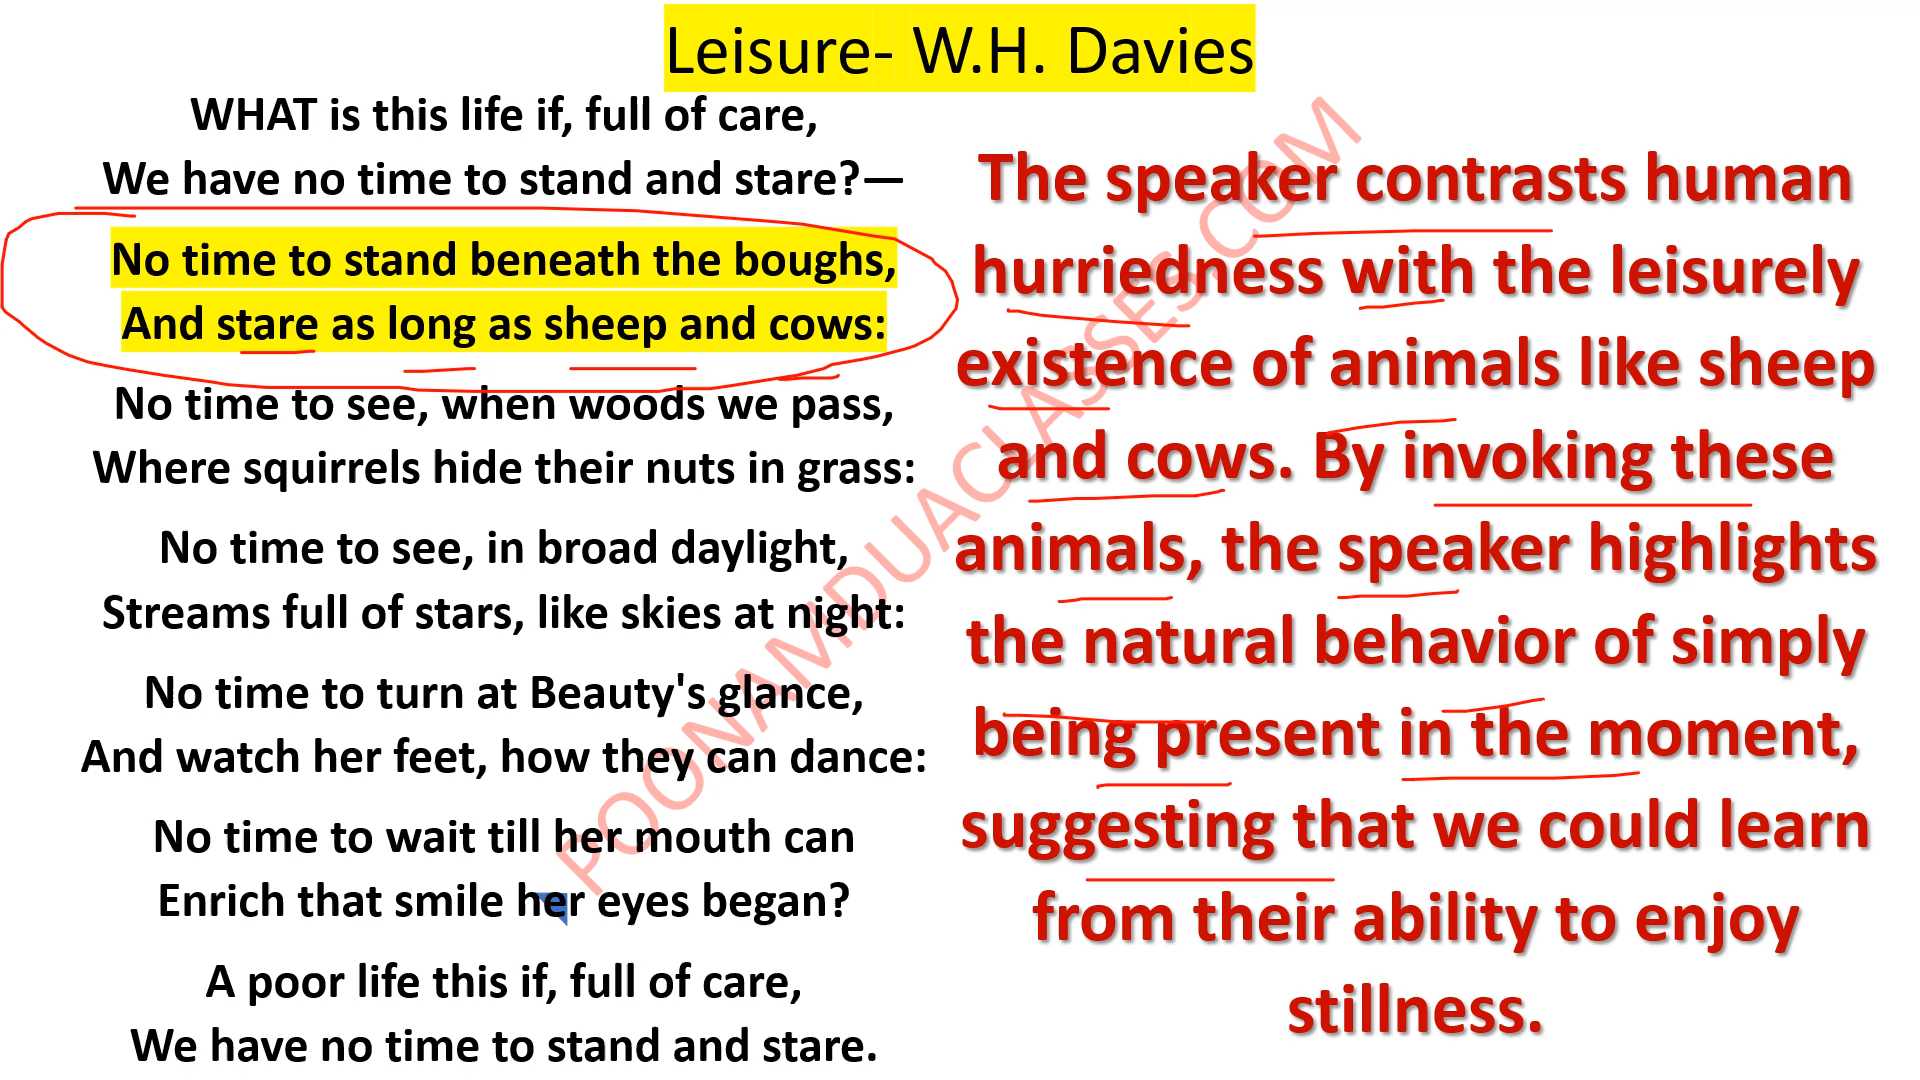 Leisure- W.H. Davies
WHAT is this life if, full of care,
We have no time to stand and stare?—
No time to stand beneath the boughs,
And stare as long as sheep and cows:
No time to see, when woods we pass,
Where squirrels hide their nuts in grass:
No time to see, in broad daylight,
Streams full of stars, like skies at night:
No time to turn at Beauty's glance,
And watch her feet, how they can dance:
No time to wait till her mouth can
Enrich that smile her eyes began?
A poor life this if, full of care,
We have no time to stand and stare.
The speaker contrasts human
hurriedness with the leisurely
existence of animals like sheep
and cows. By invoking these
animals, the speaker highlights
the natural behavior of simply
being present in the moment,
suggesting that we could learn
from their ability to enjoy
stillness.
POONAMDUACLASSES.COM